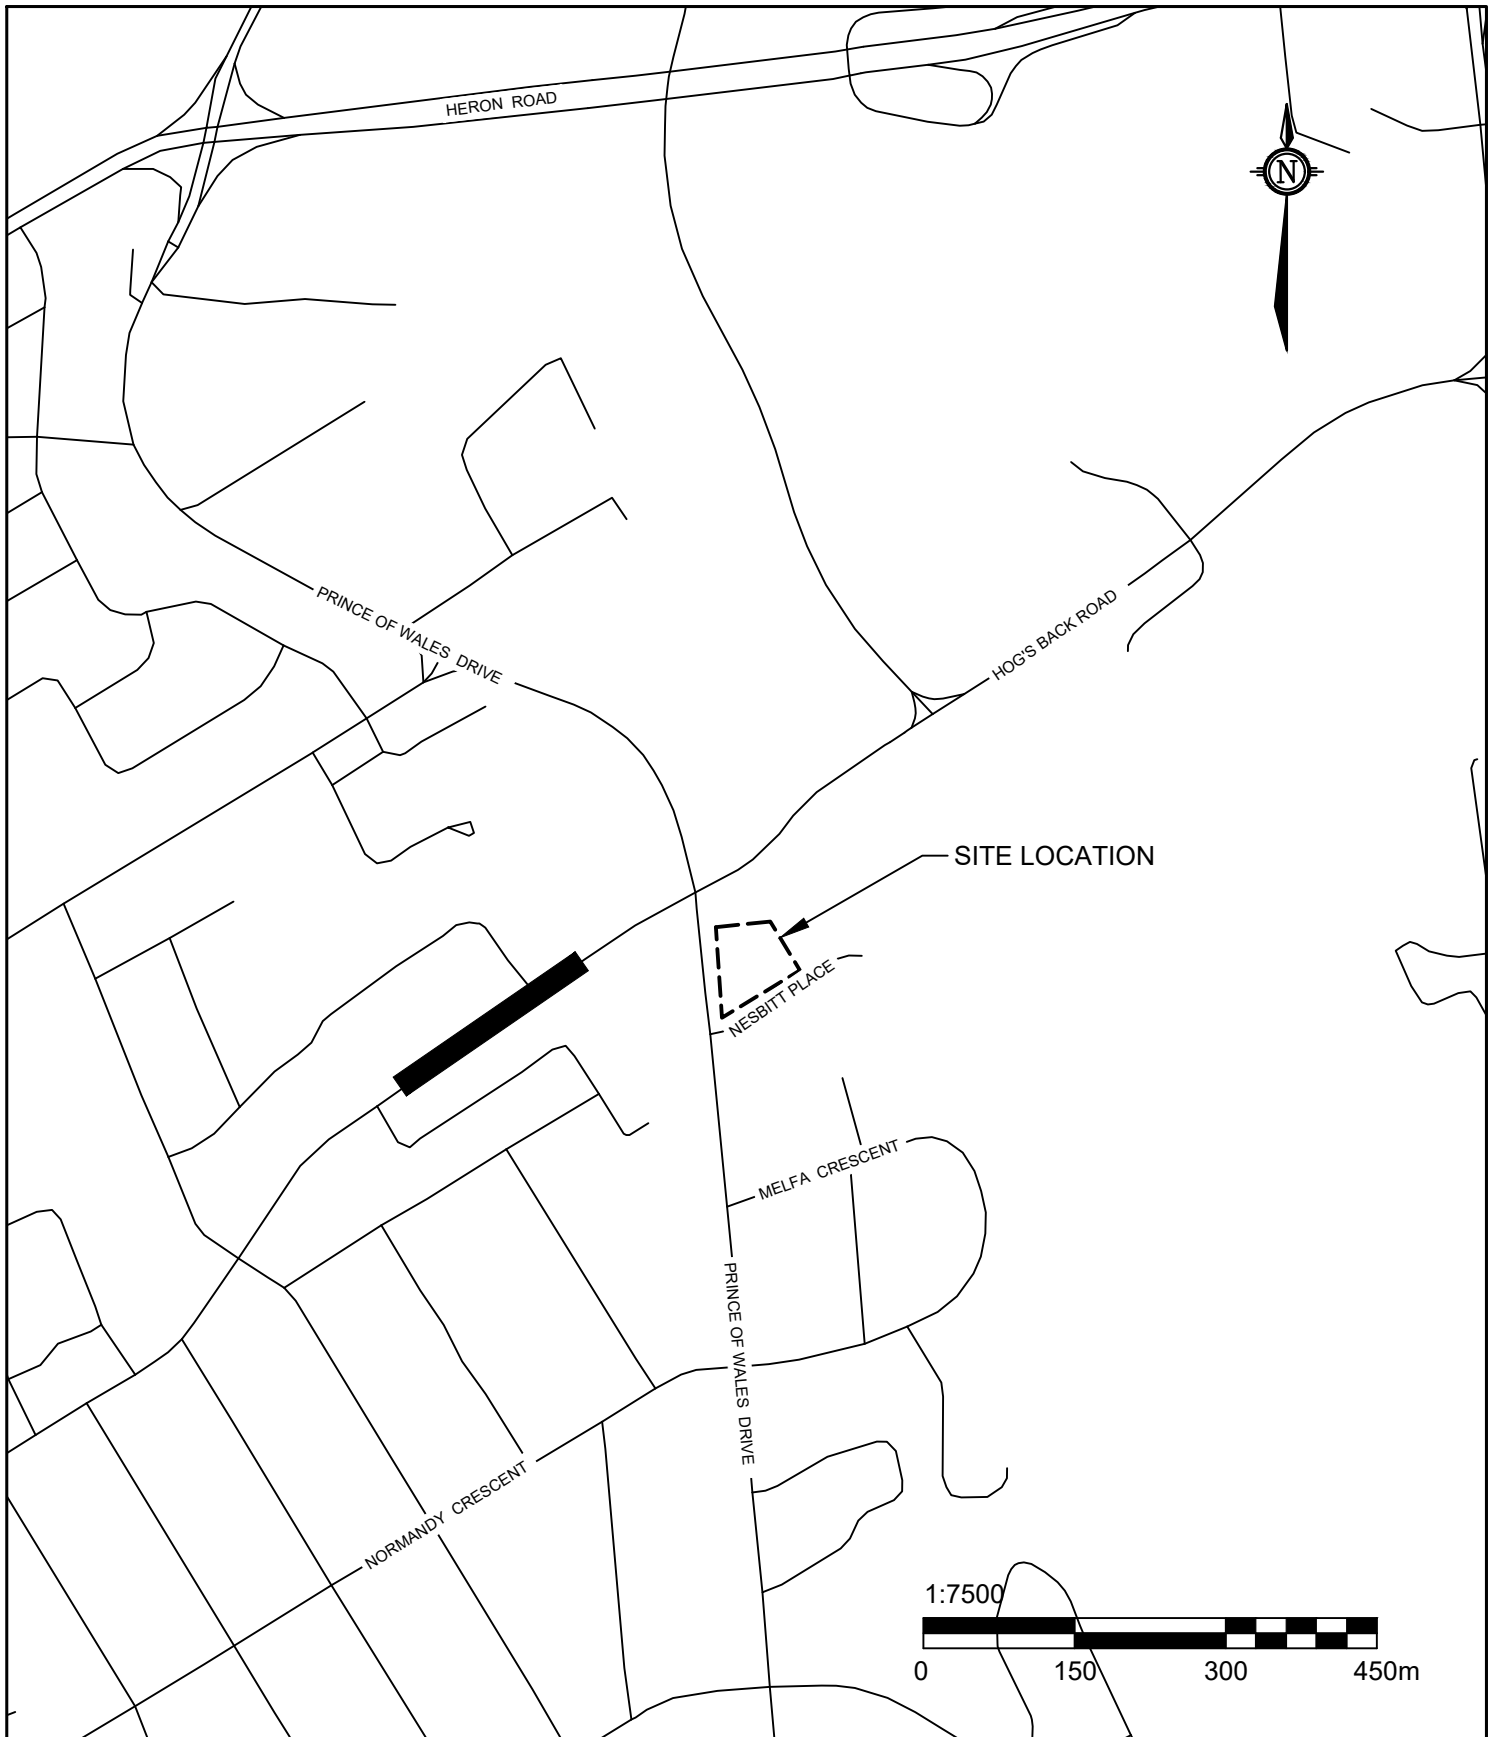 HERON ROAD
N
PRINCE OF WALES DRIVE
HOG'S BACK ROAD
SITE LOCATION
NESBITT PLACE
MELFA CRESCENT
PRINCE OF WALES DRIVE
NORMANDY CRESCENT
1:7500
0 150 300 450m